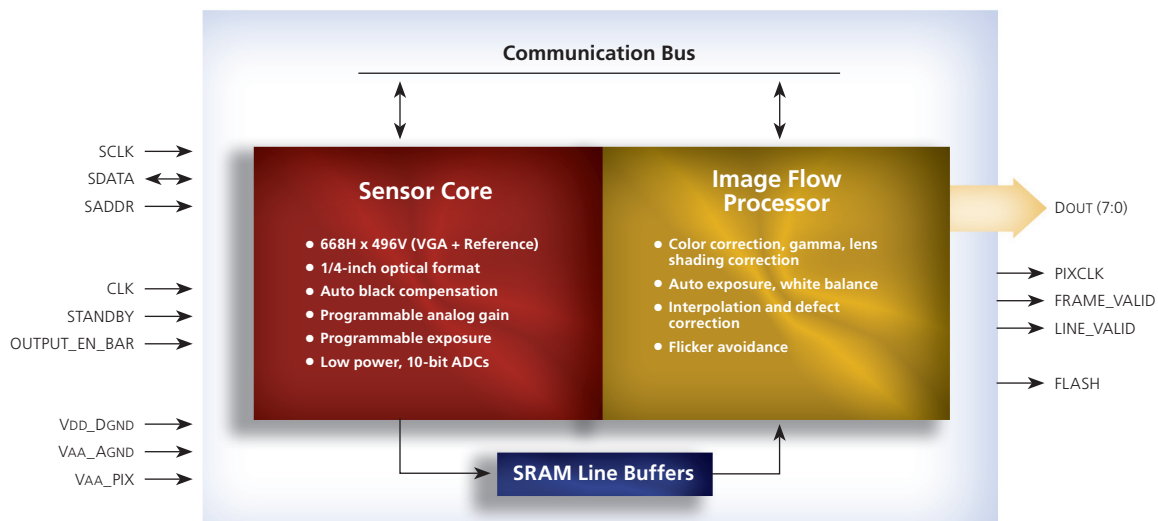 Communication Bus
SCLK
SDATA
SADDR
CLK
STANDBY
OUTPUT_EN_BAR
VDD_DGND
VAA_AGND
VAA_PIX
Sensor Core
• 668H x 496V (VGA + Reference)
• 1/4-inch optical format
• Auto black compensation
• Programmable analog gain
• Programmable exposure
• Low power, 10-bit ADCs
Image Flow
Processor
• Color correction, gamma, lens
shading correction
• Auto exposure, white balance
• Interpolation and defect
correction
• Flicker avoidance
SRAM Line Buffers
DOUT (7:0)
PIXCLK
FRAME_VALID
LINE_VALID
FLASH